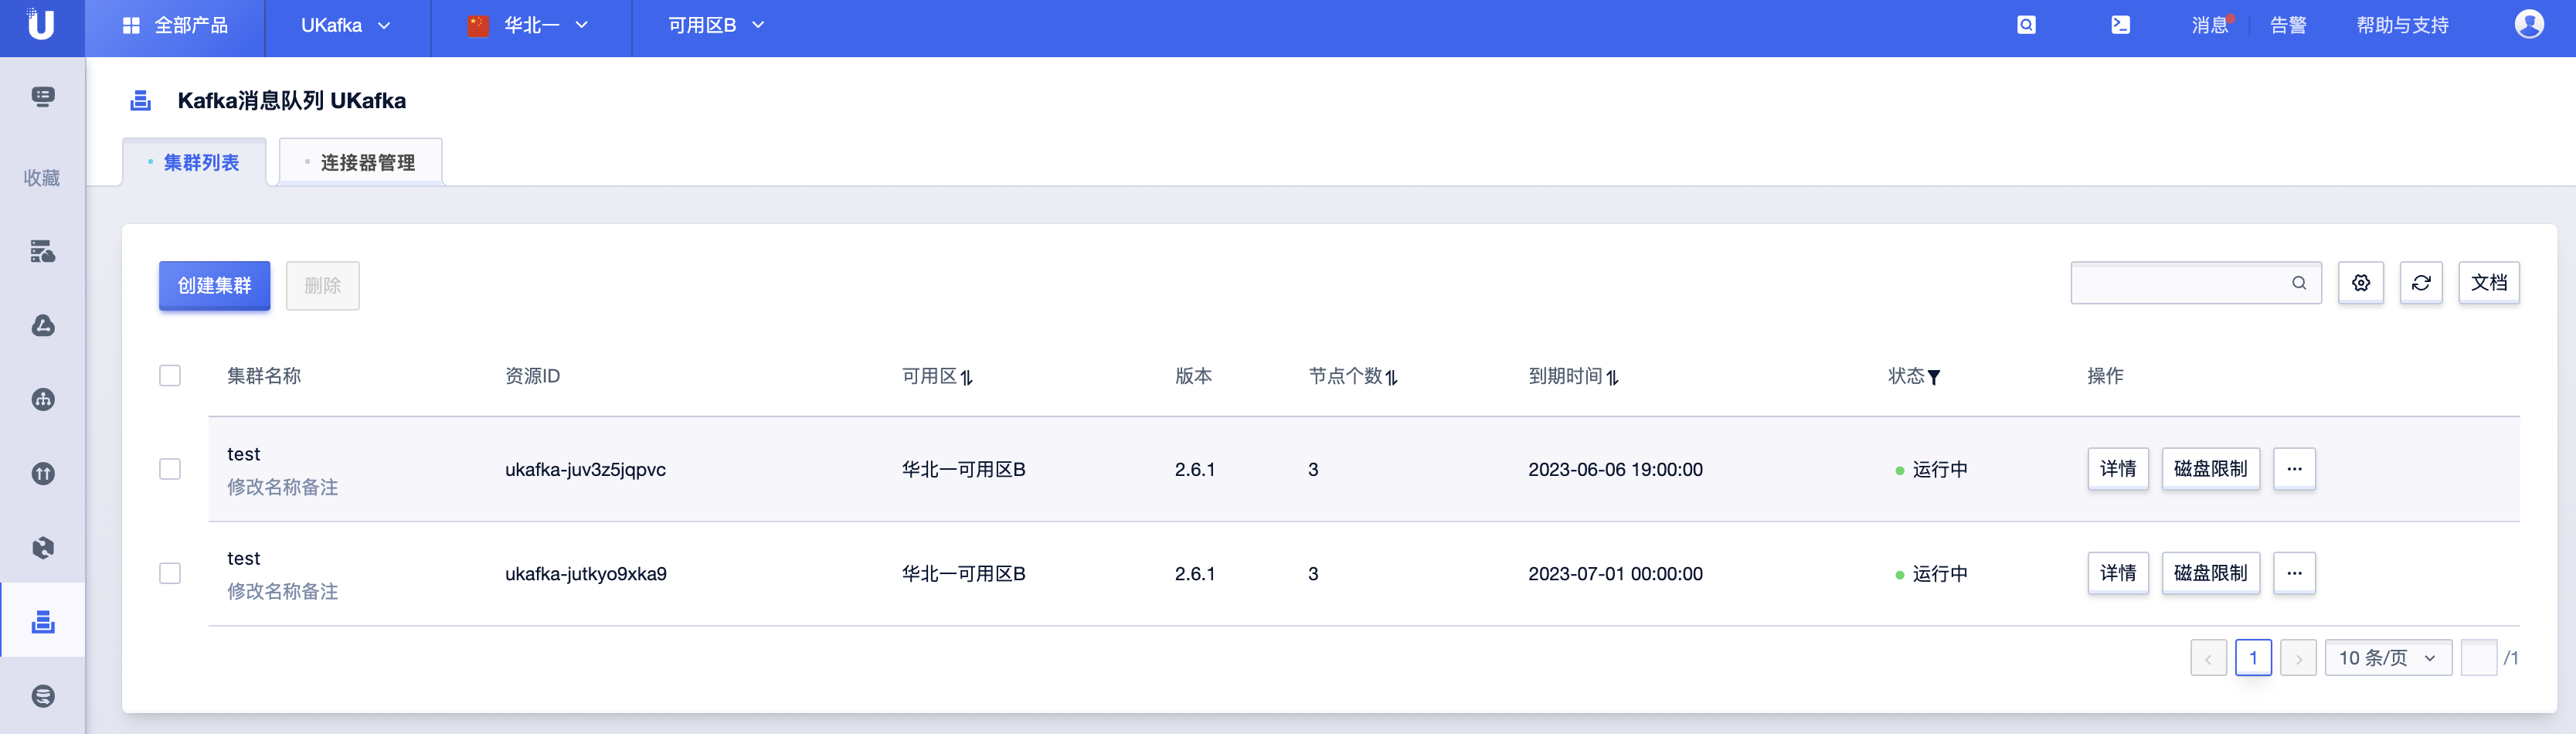 全部产品
UKafka
华北一
可用区B
消息
告警
帮助与支持
Kafka消息队列 UKafka
集群列表
连接器管理
收藏
创建集群
删除
文档
集群名称 资源ID 可用区 版本 节点个数 到期时间 状态 操作
test
修改名称备注
ukafka-juv3z5jqpvc 华北一可用区B 2.6.1 3 2023-06-06 19:00:00 运行中 详情 磁盘限制 ...
test
修改名称备注
ukafka-jutkyo9xka9 华北一可用区B 2.6.1 3 2023-07-01 00:00:00 运行中 详情 磁盘限制 ...
1 10 条/页 /1